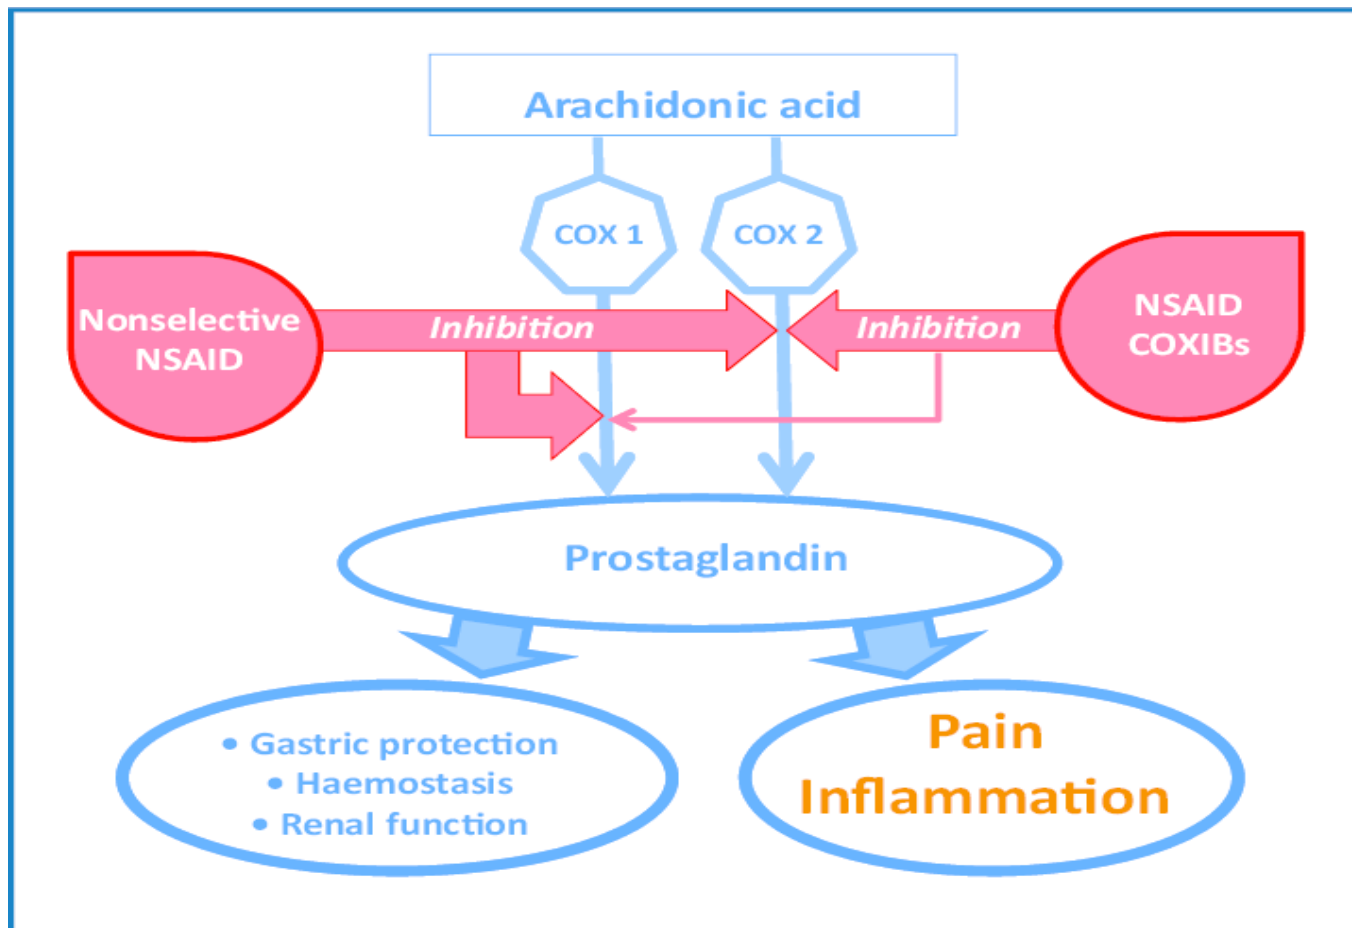 Arachidonic acid
COX 1
COX 2
Nonselective
NSAID
Inhibition
Inhibition
NSAID
COXIBs
Prostaglandin
• Gastric protection
• Haemostasis
• Renal function
Pain
Inflammation